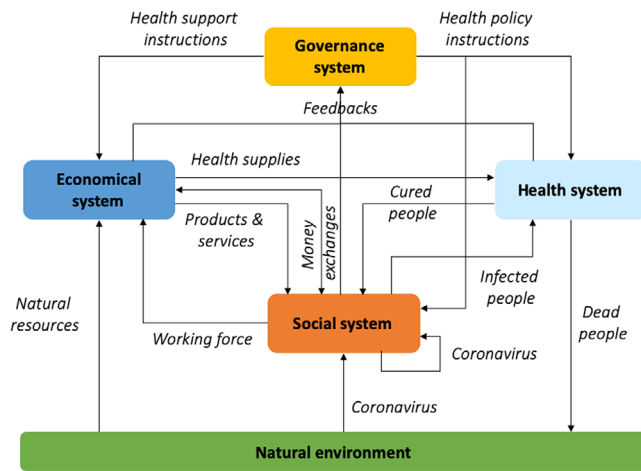 Health support
instructions
Governance
system
Health policy
instructions
Feedbacks
Economical
system
Health supplies
Health system
Cured
people
Products &
services
Money
exchanges
Natural
resources
Infected
people
Social system
Working force
Dead
people
Coronavirus
Coronavirus
Natural environment